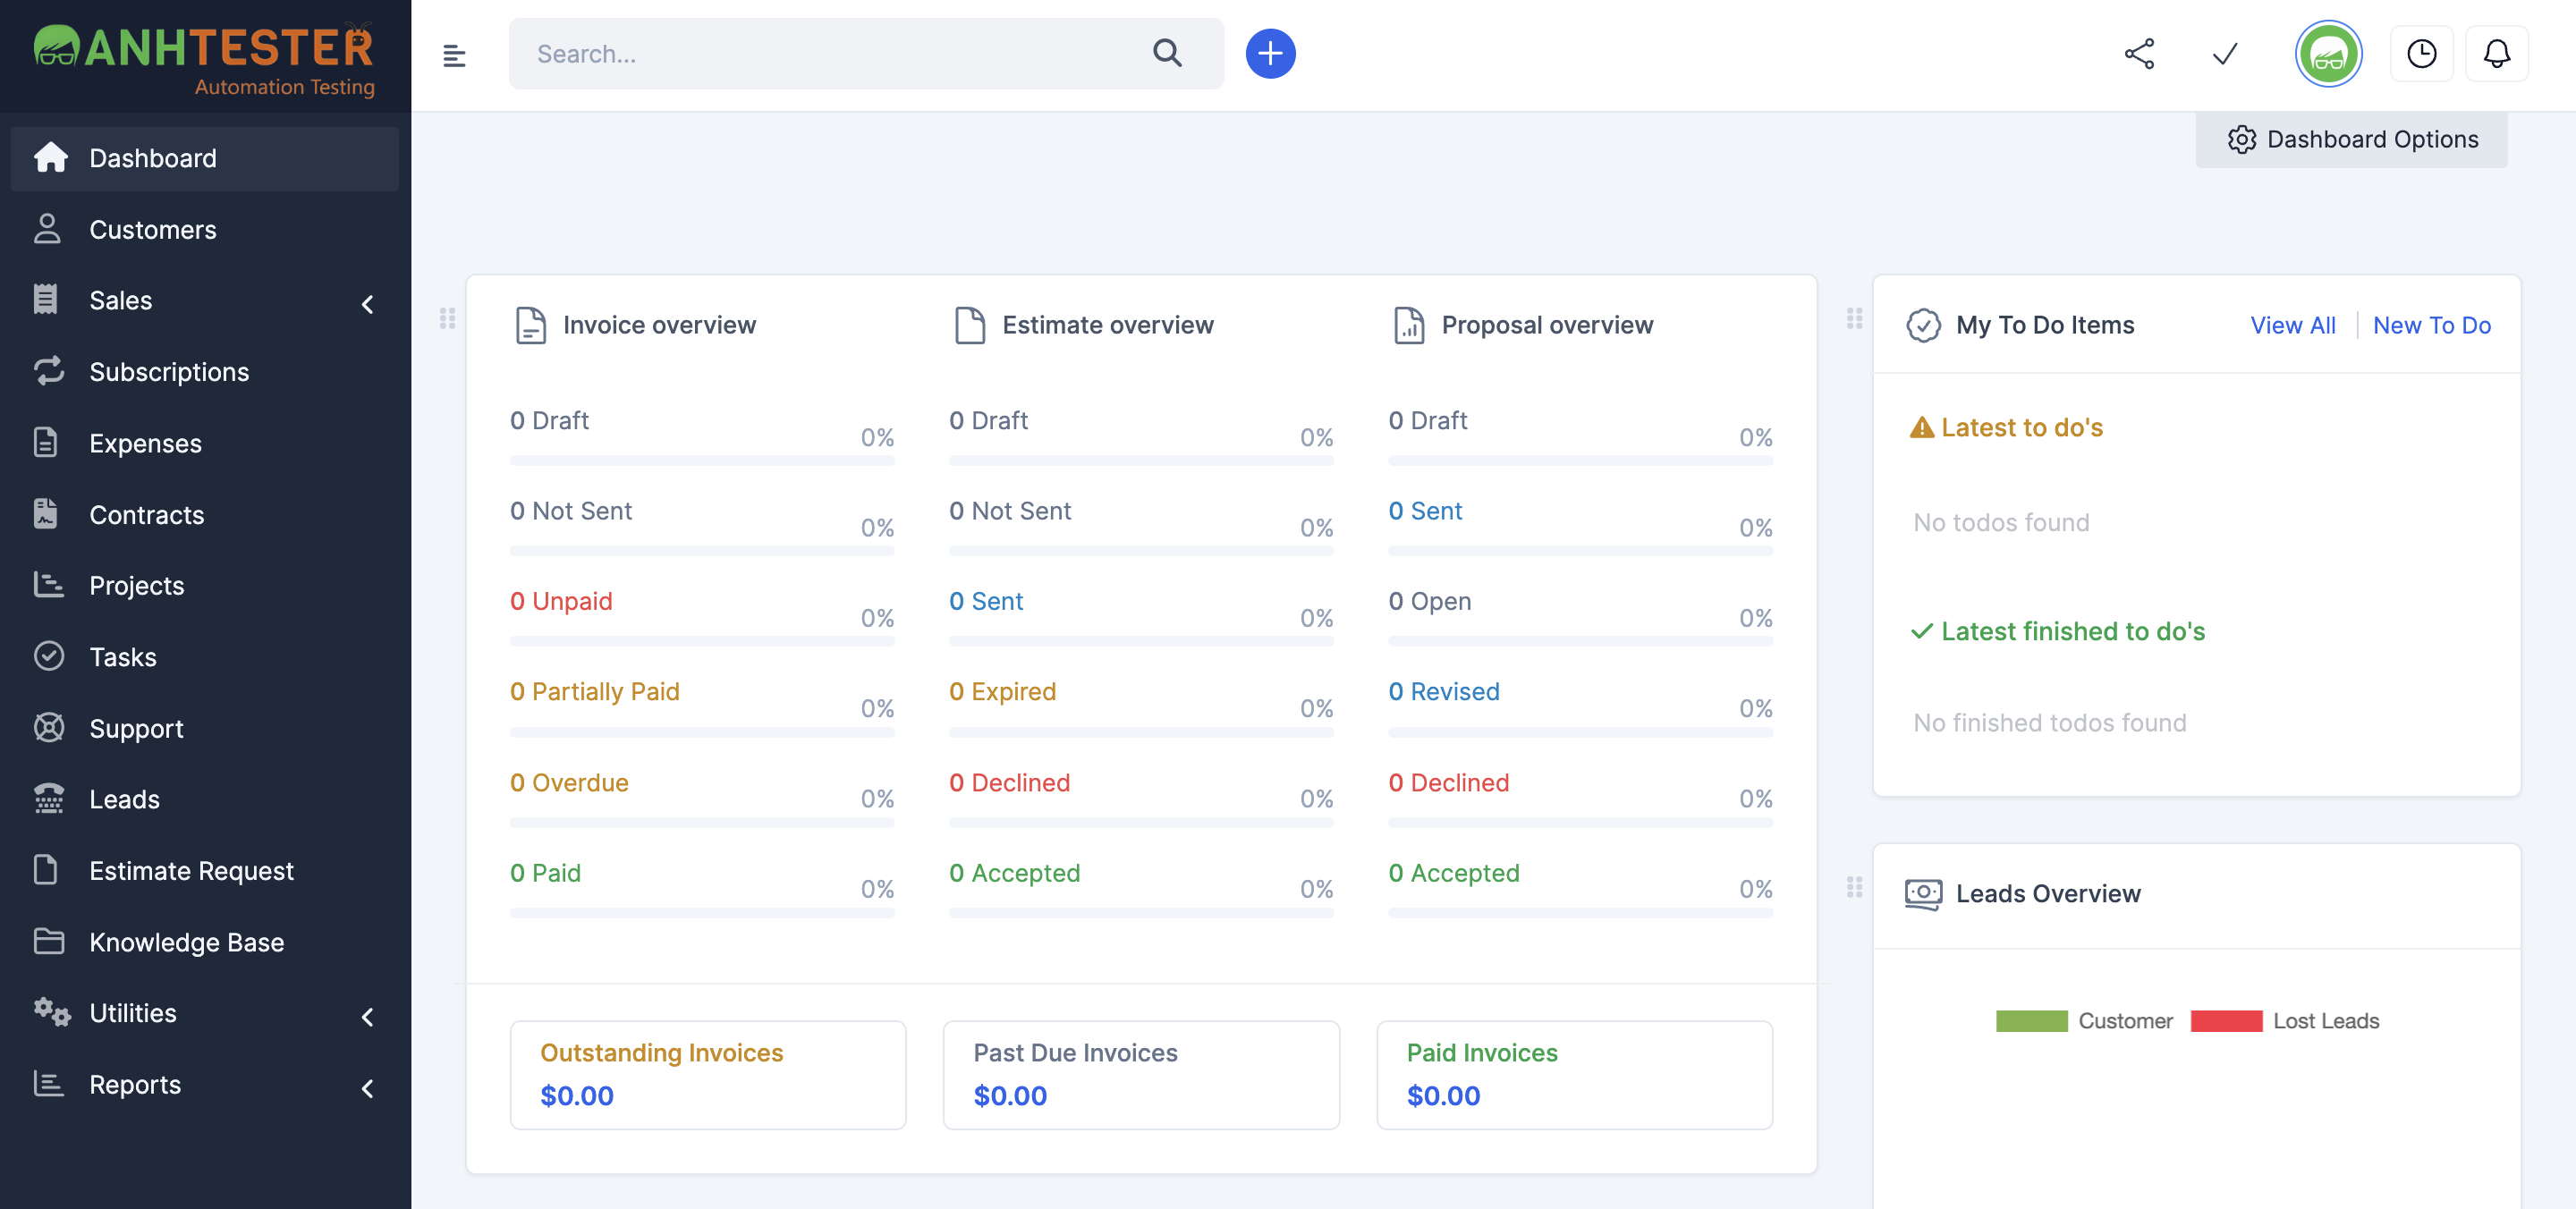 ANHTESTER
Automation Testing
Search...
Dashboard Options
Dashboard
Customers
Sales
Subscriptions
Expenses
Contracts
Projects
Tasks
Support
Leads
Estimate Request
Knowledge Base
Utilities
Reports
Invoice overview
0 Draft
0%
0 Not Sent
0%
0 Unpaid
0%
0 Partially Paid
0%
0 Overdue
0%
0 Paid
0%
Estimate overview
0 Draft
0%
0 Not Sent
0%
0 Sent
0%
0 Expired
0%
0 Declined
0%
0 Accepted
0%
Proposal overview
0 Draft
0%
0 Sent
0%
0 Open
0%
0 Revised
0%
0 Declined
0%
0 Accepted
0%
Outstanding Invoices
$0.00
Past Due Invoices
$0.00
Paid Invoices
$0.00
My To Do Items
View All
New To Do
Latest to do's
No todos found
Latest finished to do's
No finished todos found
Leads Overview
Customer
Lost Leads